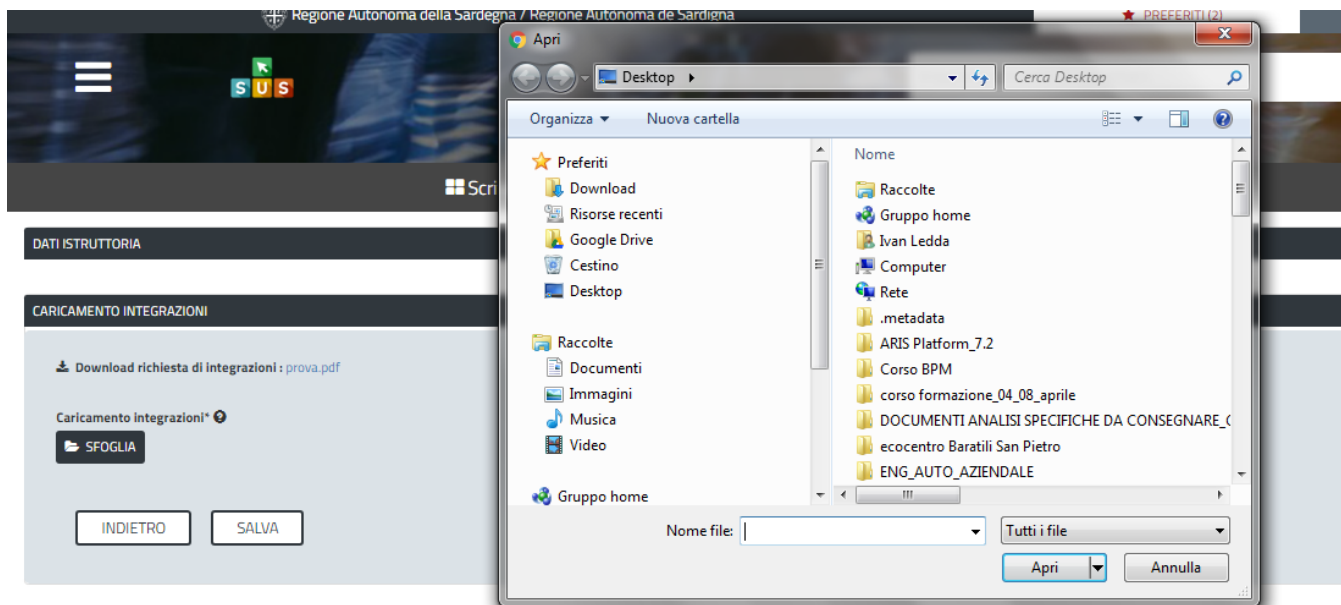 Regione Autonoma della Sardegna / Regione Autonoma de Sardigna
PREFERITI (2)
SUS
Scri
DATI ISTRUTTORIA
CARICAMENTO INTEGRAZIONI
Download richiesta di integrazioni : prova.pdf
Caricamento integrazioni*
SFOGLIA
INDIETRO SALVA
Apri
Desktop
Cerca Desktop
Organizza Nuova cartella
Preferiti
Download
Risorse recenti
Google Drive
Cestino
Desktop
Raccolte
Documenti
Immagini
Musica
Video
Gruppo home
Nome
Raccolte
Gruppo home
Ivan Ledda
Computer
Rete
.metadata
ARIS Platform_7.2
Corso BPM
corso formazione_04_08_aprile
DOCUMENTI ANALISI SPECIFICHE DA CONSEGNARE_
ecocentro Baratili San Pietro
ENG_AUTO_AZIENDALE
Nome file: Tutti i file
Apri Annulla